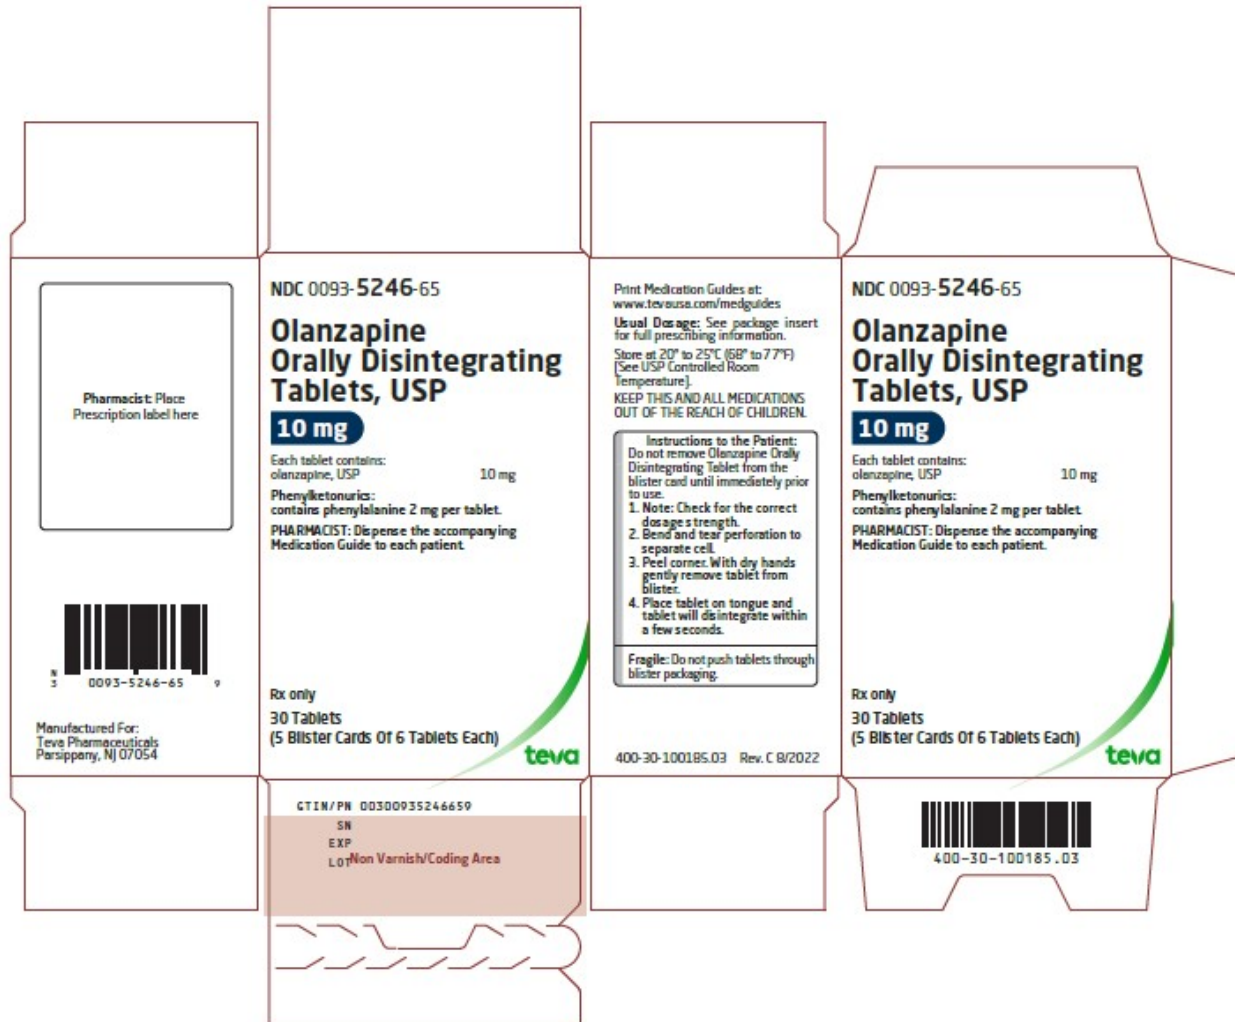 Pharmacist: Place
Prescription label here
N
3
0093-5246-65
9
Manufactured For:
Teva Pharmaceuticals
Parsippany, NJ 07054
NDC 0093-5246-65
Olanzapine
Orally Disintegrating
Tablets, USP
10 mg
Each tablet contains:
olanzapine, USP 10 mg
Phenylketonurics:
contains phenylalanine 2 mg per tablet.
PHARMACIST: Dispense the accompanying
Medication Guide to each patient.
Rx only
30 Tablets
(5 Blister Cards Of 6 Tablets Each)
teva
GTIN/PN 00300935246659
SN
EXP
LOT
Non Varnish/Coding Area
Print Medication Guides at:
www.tevausa.com/medguides
Usual Dosage: See package insert
for full prescribing information.
Store at 20° to 25°C (68° to 77°F)
[See USP Controlled Room
Temperature].
KEEP THIS AND ALL MEDICATIONS
OUT OF THE REACH OF CHILDREN.
Instructions to the Patient:
Do not remove Olanzapine Orally
Disintegrating Tablet from the
blister card until immediately prior
to use.
1. Note: Check for the correct
dosage strength.
2. Bend and tear perforation to
separate cell.
3. Peel corner. With dry hands
gently remove tablet from
blister.
4. Place tablet on tongue and
tablet will disintegrate within
a few seconds.
Fragile: Do not push tablets through
blister packaging.
400-30-100185.03 Rev. C 8/2022
NDC 0093-5246-65
Olanzapine
Orally Disintegrating
Tablets, USP
10 mg
Each tablet contains:
olanzapine, USP 10 mg
Phenylketonurics:
contains phenylalanine 2 mg per tablet.
PHARMACIST: Dispense the accompanying
Medication Guide to each patient.
Rx only
30 Tablets
(5 Blister Cards Of 6 Tablets Each)
teva
400-30-100185.03